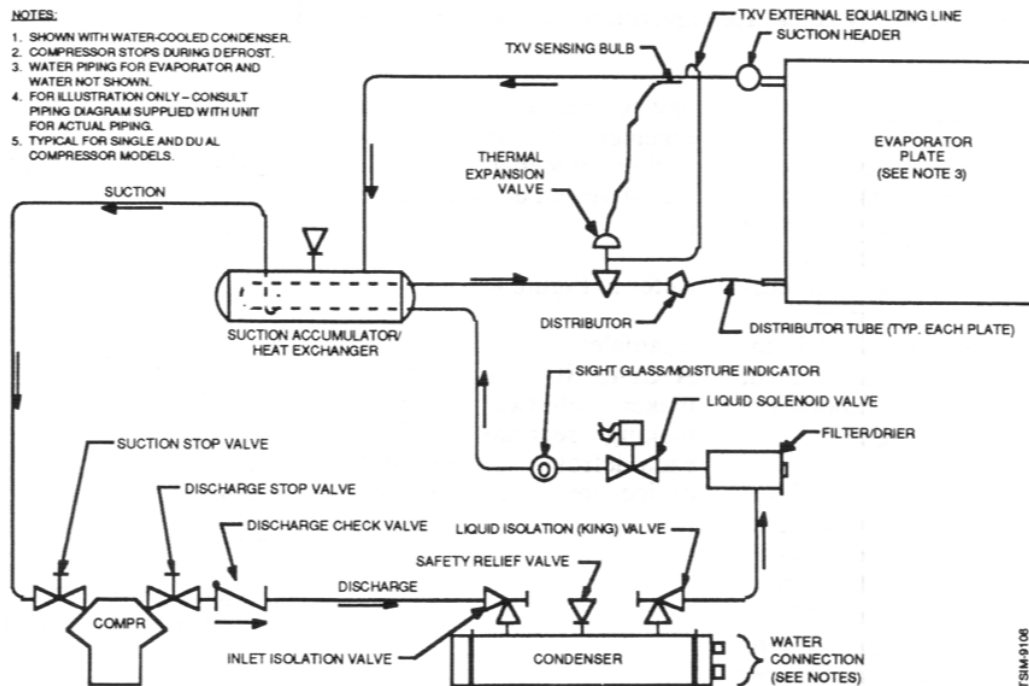 NOTES:
1. SHOWN WITH WATER-COOLED CONDENSER.
2. COMPRESSOR STOPS DURING DEFROST.
3. WATER PIPING FOR EVAPORATOR AND
WATER NOT SHOWN.
4. FOR ILLUSTRATION ONLY – CONSULT
PIPING DIAGRAM SUPPLIED WITH UNIT
FOR ACTUAL PIPING.
5. TYPICAL FOR SINGLE AND DUAL
COMPRESSOR MODELS.
TXV EXTERNAL EQUALIZING LINE
SUCTION HEADER
TXV SENSING BULB
EVAPORATOR
PLATE
(SEE NOTE 3)
THERMAL
EXPANSION
VALVE
SUCTION
SUCTION ACCUMULATOR/
HEAT EXCHANGER
DISTRIBUTOR
DISTRIBUTOR TUBE (TYP. EACH PLATE)
SIGHT GLASS/MOISTURE INDICATOR
LIQUID SOLENOID VALVE
FILTER/DRIER
SUCTION STOP VALVE
DISCHARGE STOP VALVE
DISCHARGE CHECK VALVE
LIQUID ISOLATION (KING) VALVE
SAFETY RELIEF VALVE
DISCHARGE
COMPR
INLET ISOLATION VALVE
CONDENSER
WATER
CONNECTION
(SEE NOTES)
TSIM-9106